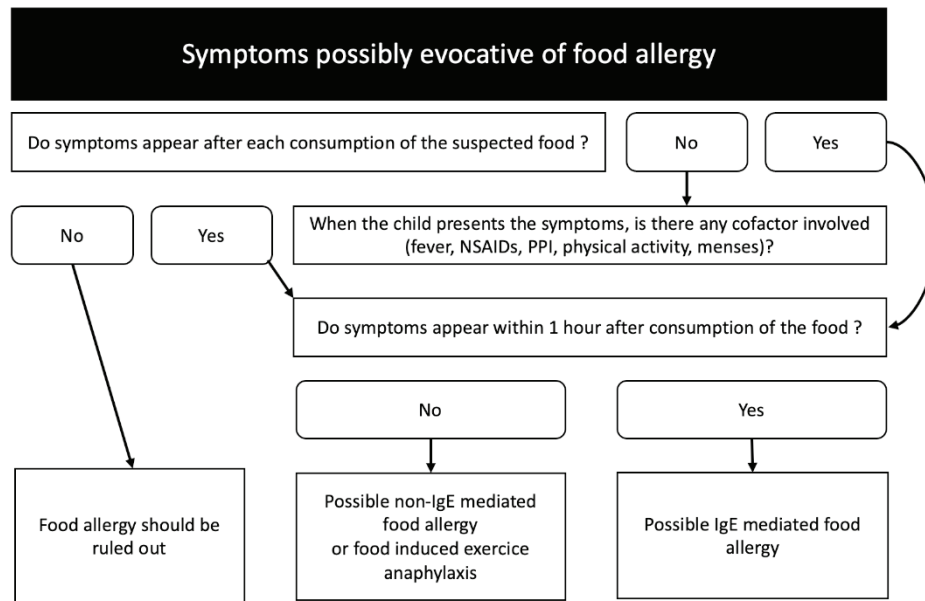 Symptoms possibly evocative of food allergy
Do symptoms appear after each consumption of the suspected food ?
No
Yes
No
Yes
When the child presents the symptoms, is there any cofactor involved
(fever, NSAIDs, PPI, physical activity, menses)?
Do symptoms appear within 1 hour after consumption of the food ?
No
Yes
Food allergy should be
ruled out
Possible non-IgE mediated
food allergy
or food induced exercice
anaphylaxis
Possible IgE mediated food
allergy